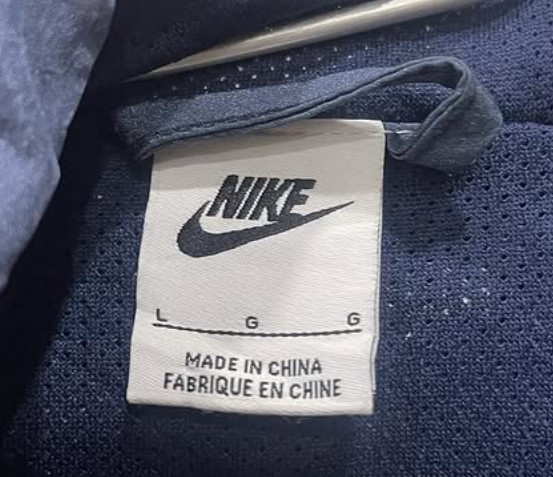 NIKE
L G G
MADE IN CHINA
FABRIQUE EN CHINE